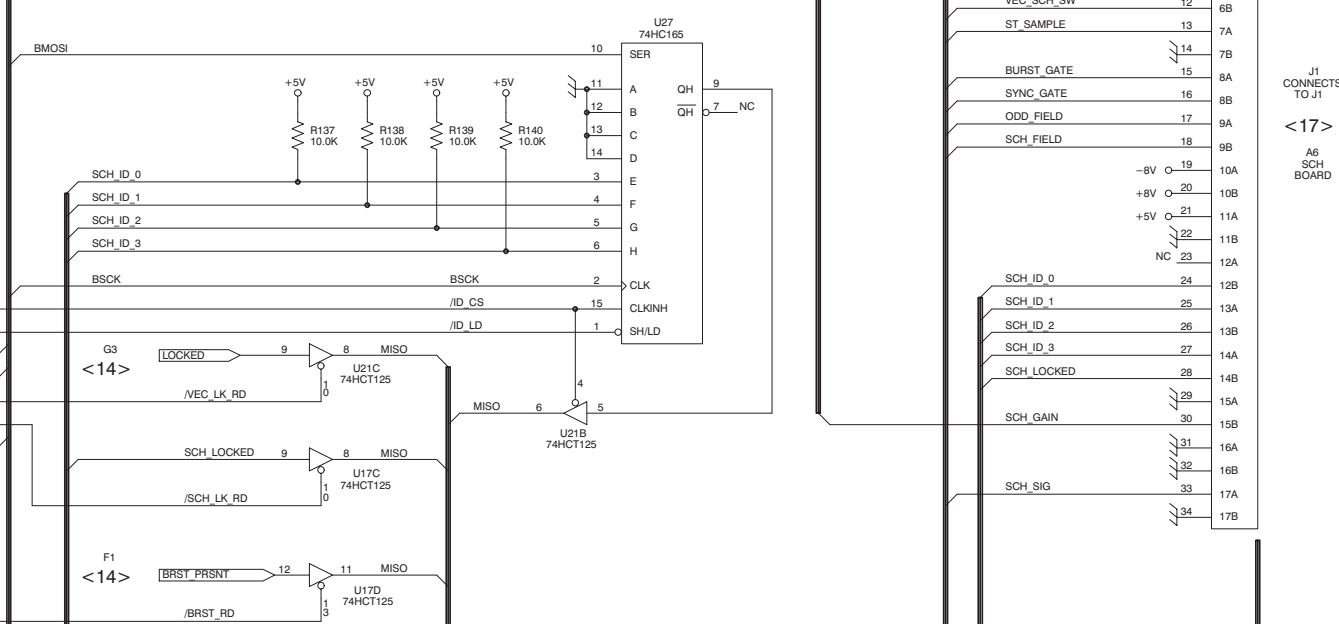 VEC_SCH_SW 12 6B
U27
74HC165
ST_SAMPLE 13 7A
BMOSI 10 SER
14 7B
J1
CONNECTS
TO J1
BURST_GATE 15 8A
+5V +5V +5V +5V
11 A QH 9
SYNC_GATE 16 8B
12 B QH 7 NC
ODD_FIELD 17 9A
<17>
R137 10.0K
R138 10.0K
R139 10.0K
R140 10.0K
13 C
SCH_FIELD 18 9B
A6
SCH
BOARD
14 D
−8V 19 10A
SCH_ID_0 3 E
+8V 20 10B
SCH_ID_1 4 F
+5V 21 11A
SCH_ID_2 5 G
22 11B
SCH_ID_3 6 H
NC 23 12A
BSCK BSCK 2 CLK
SCH_ID_0 24 12B
/ID_CS 15 CLKINH
SCH_ID_1 25 13A
/ID_LD 1 SH/LD
SCH_ID_2 26 13B
G3
<14>
LOCKED 9 8 MISO
U21C
74HCT125
SCH_ID_3 27 14A
SCH_LOCKED 28 14B
10
/VEC_LK_RD
4
29 15A
MISO 6 5
U21B
74HCT125
SCH_GAIN 30 15B
31 16A
SCH_LOCKED 9 8 MISO
U17C
74HCT125
32 16B
10
/SCH_LK_RD
SCH_SIG 33 17A
34 17B
F1
<14>
BRST_PRSNT 12 11 MISO
U17D
74HCT125
13
/BRST_RD